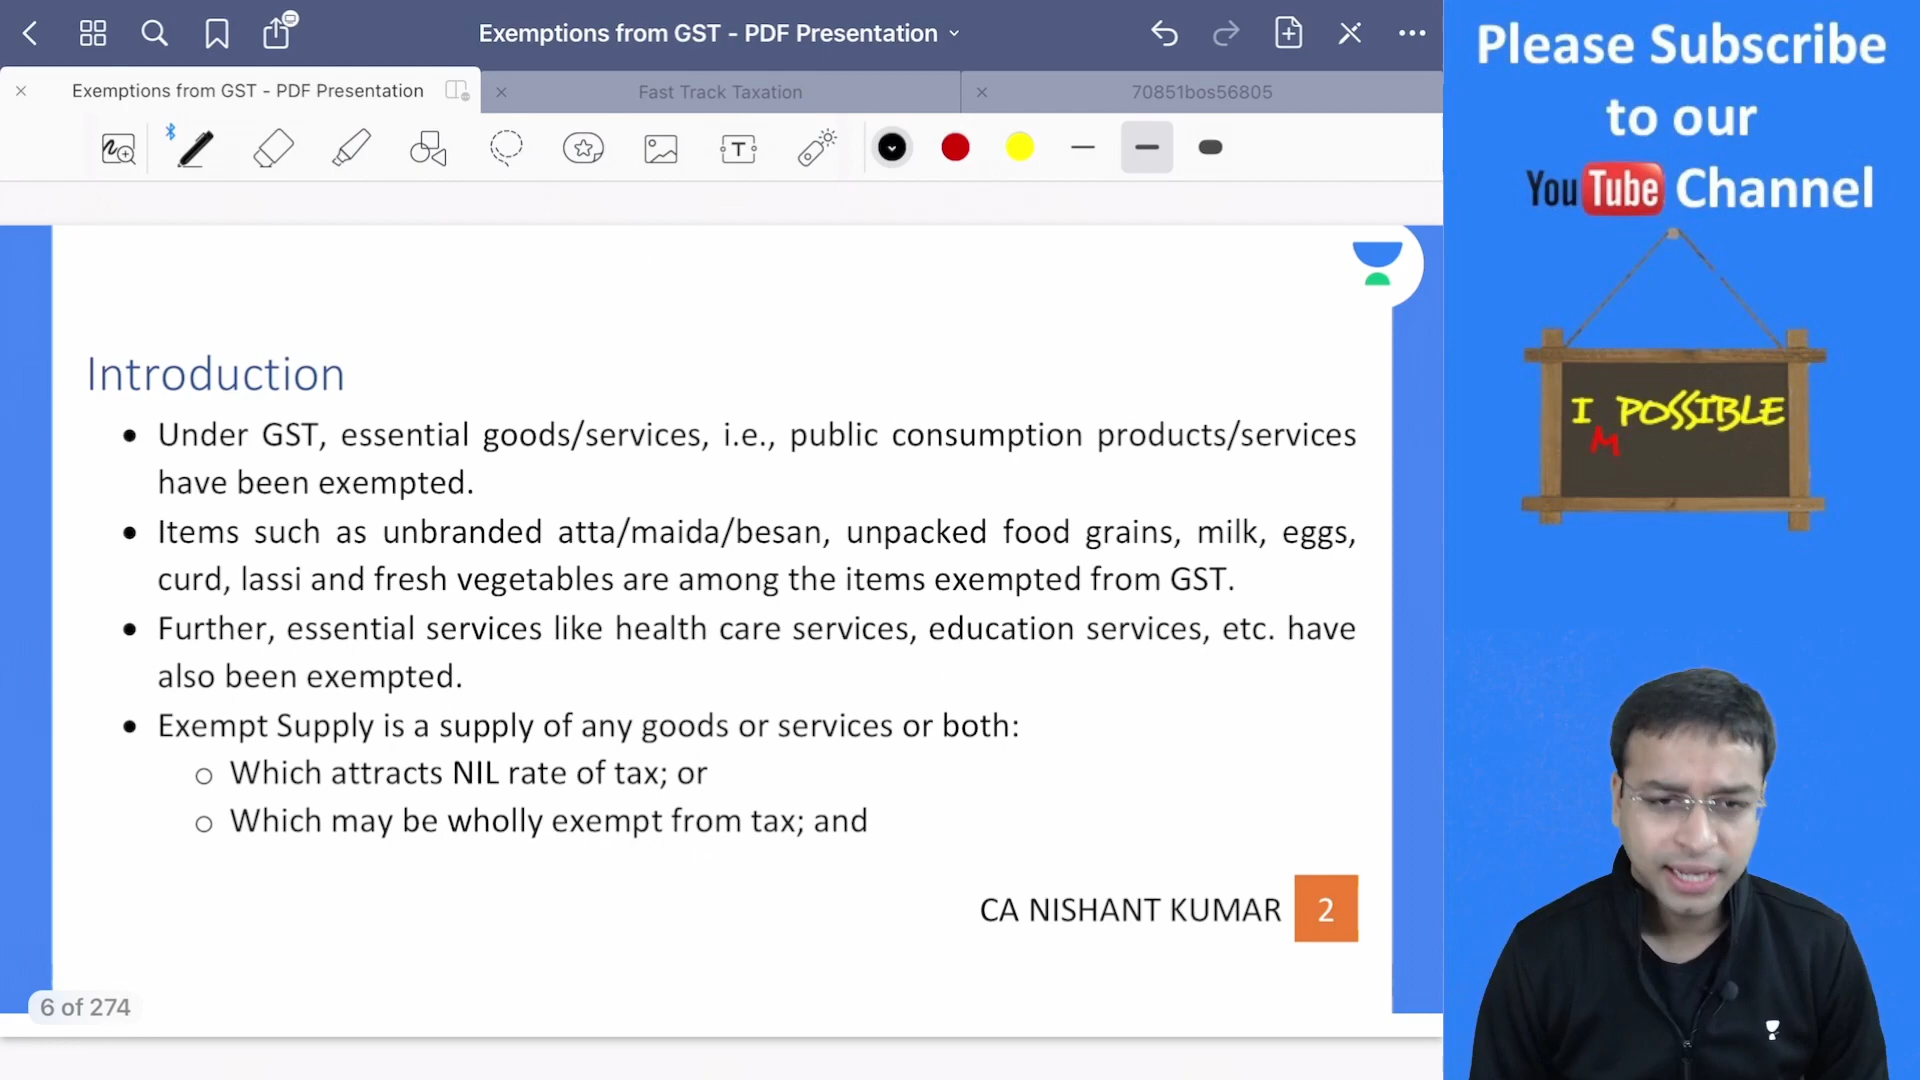 Exemptions from GST - PDF Presentation
Exemptions from GST - PDF Presentation
Fast Track Taxation
70851bos56805
T
Introduction
• Under GST, essential goods/services, i.e., public consumption products/services
have been exempted.
• Items such as unbranded atta/maida/besan, unpacked food grains, milk, eggs,
curd, lassi and fresh vegetables are among the items exempted from GST.
• Further, essential services like health care services, education services, etc. have
also been exempted.
• Exempt Supply is a supply of any goods or services or both:
o Which attracts NIL rate of tax; or
o Which may be wholly exempt from tax; and
CA NISHANT KUMAR 2
6 of 274
Please Subscribe
to our
YouTube Channel
I POSSIBLE
M